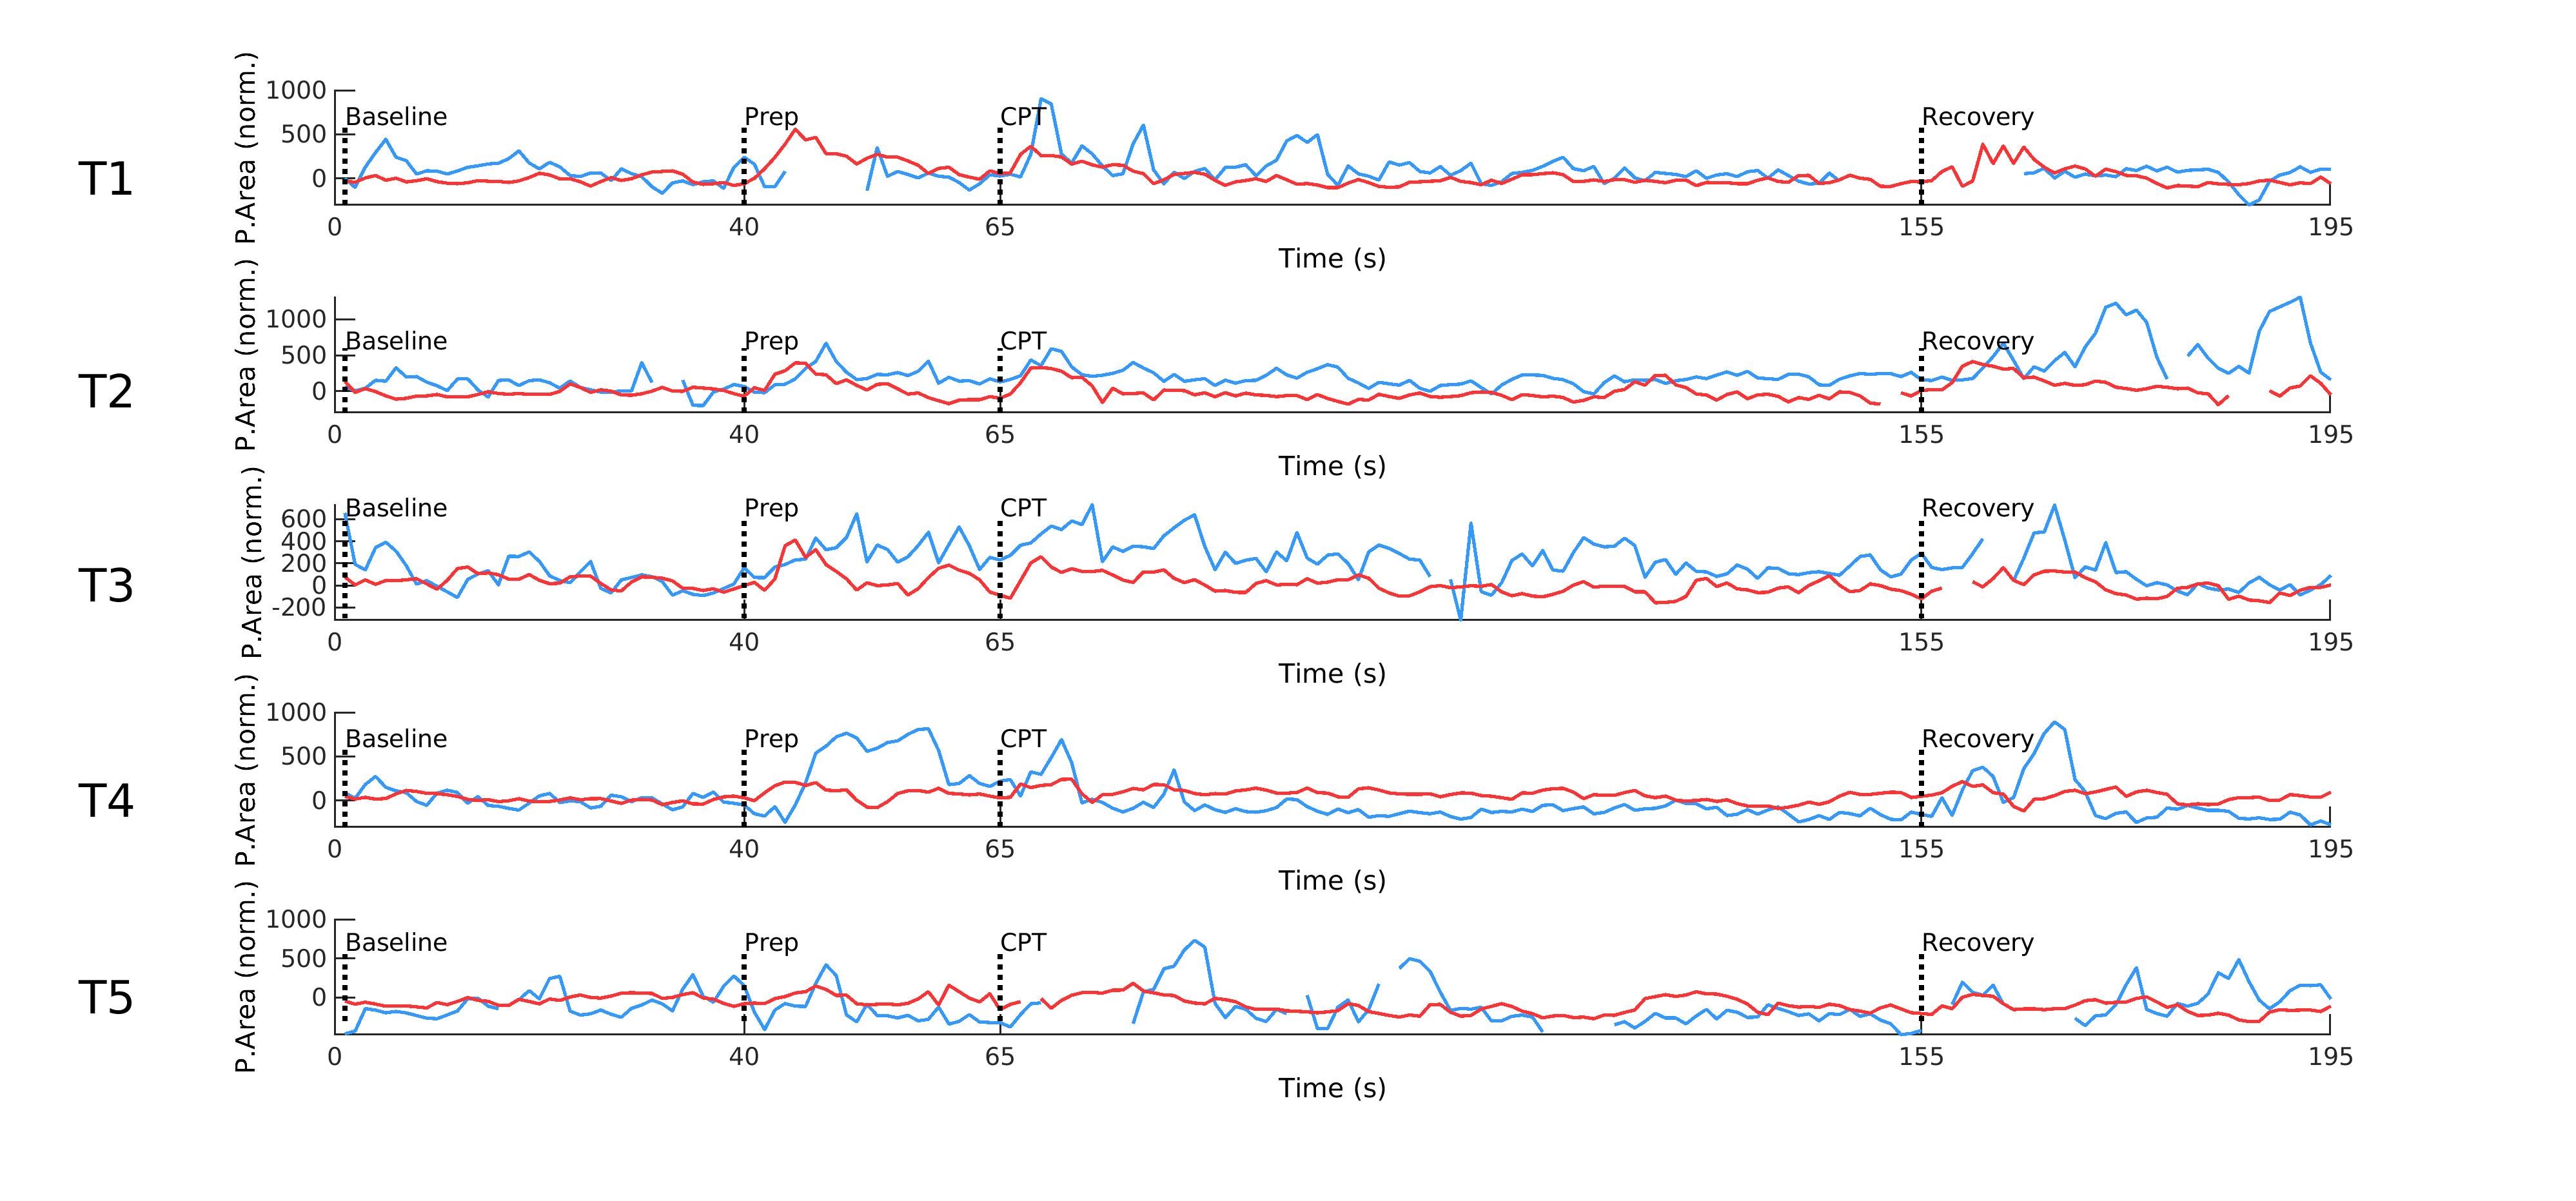 T1
P.Area (norm.)
1000
500
0
Baseline
Prep
CPT
Recovery
0
40
65
155
195
Time (s)
T2
P.Area (norm.)
1000
500
0
Baseline
Prep
CPT
Recovery
0
40
65
155
195
Time (s)
T3
P.Area (norm.)
600
400
200
0
-200
Baseline
Prep
CPT
Recovery
0
40
65
155
195
Time (s)
T4
P.Area (norm.)
1000
500
0
Baseline
Prep
CPT
Recovery
0
40
65
155
195
Time (s)
T5
P.Area (norm.)
1000
500
0
Baseline
Prep
CPT
Recovery
0
40
65
155
195
Time (s)